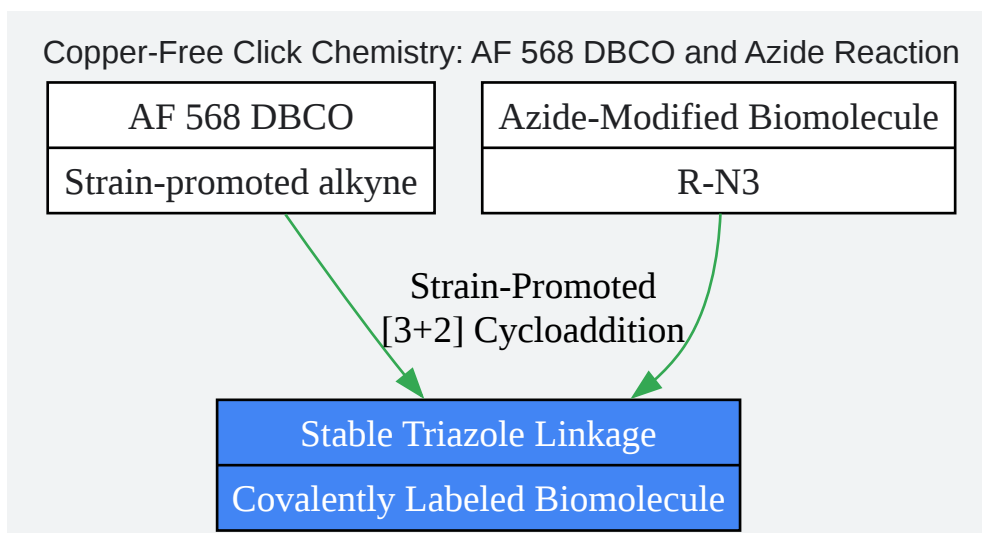 Copper-Free Click Chemistry: AF 568 DBCO and Azide Reaction
AF 568 DBCO
Strain-promoted alkyne
Azide-Modified Biomolecule
R-N3
Strain-Promoted
[3+2] Cycloaddition
Stable Triazole Linkage
Covalently Labeled Biomolecule